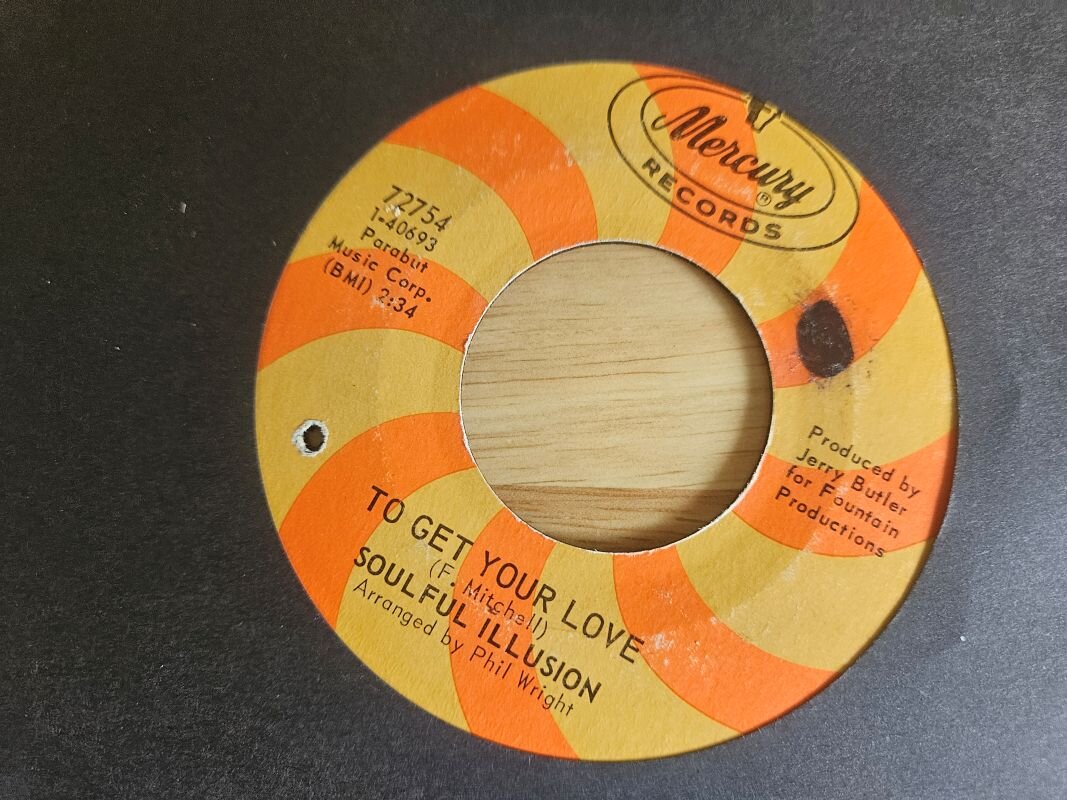 Mercury
®
RECORDS
72754
1-40693
Parabut
Music Corp.
(BMI) 2:34
Produced by
Jerry Butler
for Fountain
Productions
TO GET YOUR LOVE
(F. Mitchell)
SOULFUL ILLUSION
Arranged by Phil Wright